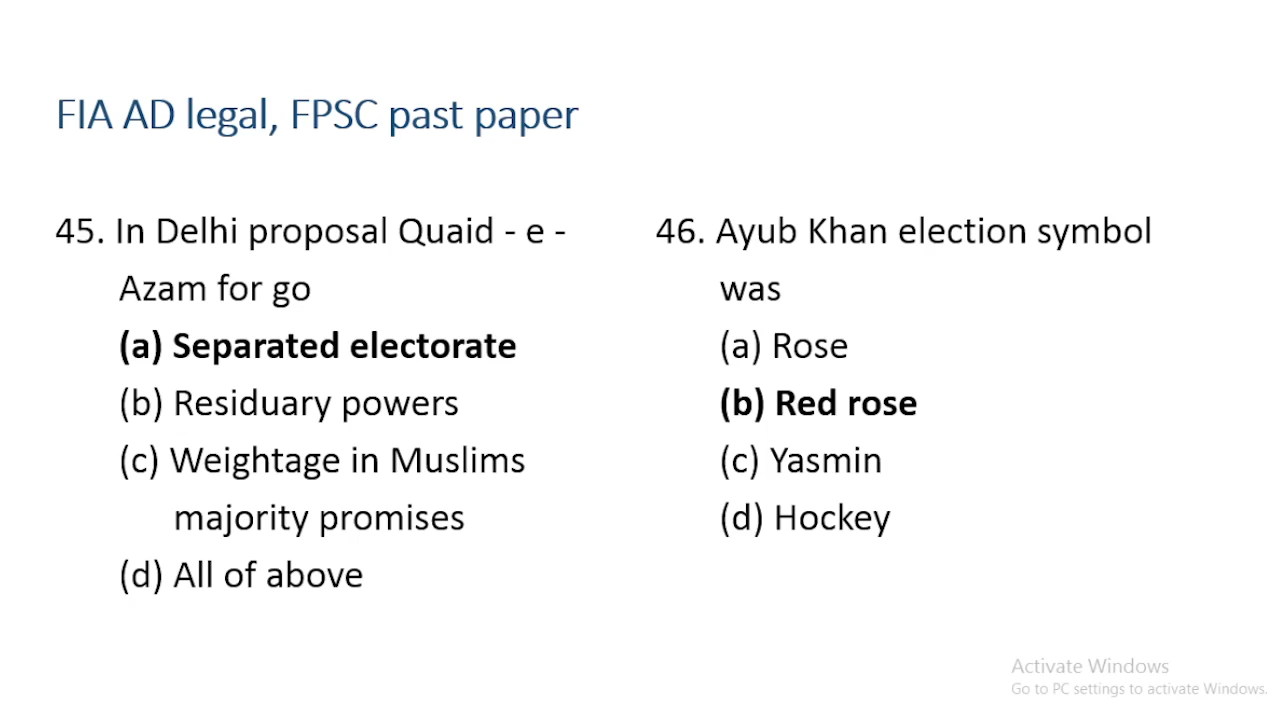 FIA AD legal, FPSC past paper
45. In Delhi proposal Quaid - e -
Azam for go
(a) Separated electorate
(b) Residuary powers
(c) Weightage in Muslims
majority promises
(d) All of above
46. Ayub Khan election symbol
was
(a) Rose
(b) Red rose
(c) Yasmin
(d) Hockey
Activate Windows
Go to PC settings to activate Windows.